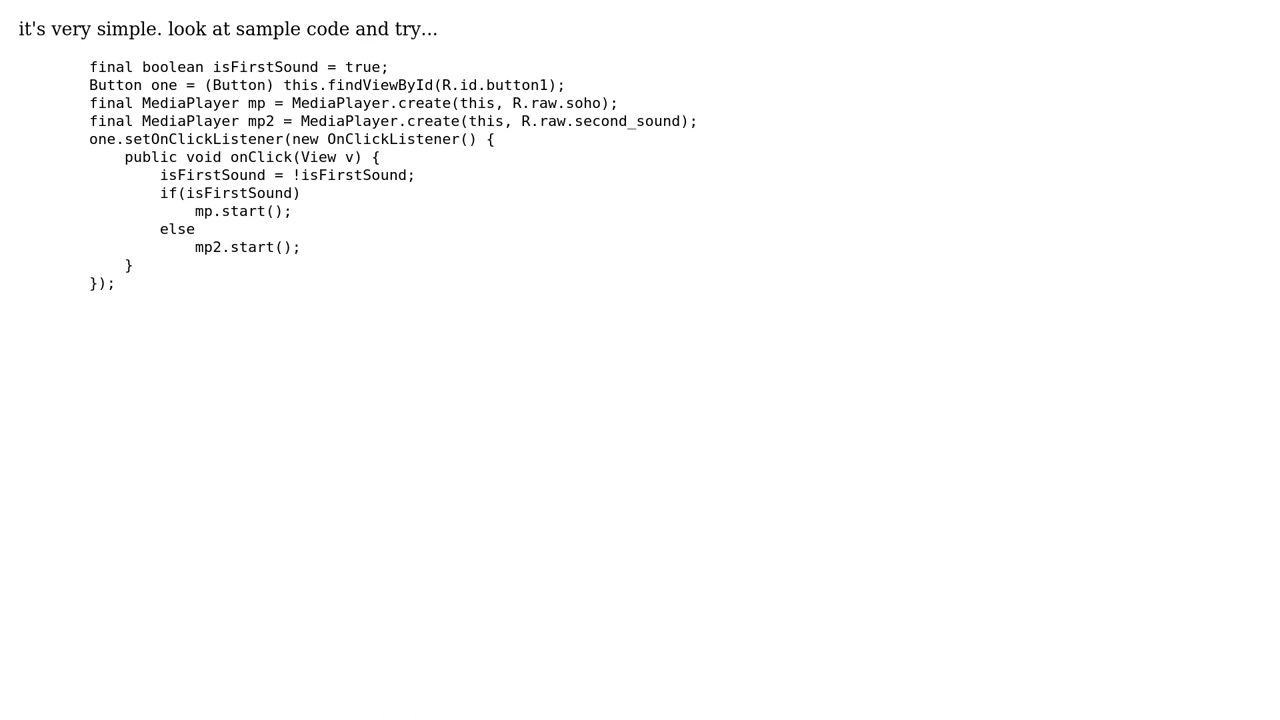 it's very simple. look at sample code and try...
final boolean isFirstSound = true;
Button one = (Button) this.findViewById(R.id.button1);
final MediaPlayer mp = MediaPlayer.create(this, R.raw.soho);
final MediaPlayer mp2 = MediaPlayer.create(this, R.raw.second_sound);
one.setOnClickListener(new OnClickListener() {
    public void onClick(View v) {
        isFirstSound = !isFirstSound;
        if(isFirstSound)
            mp.start();
        else
            mp2.start();
    }
});